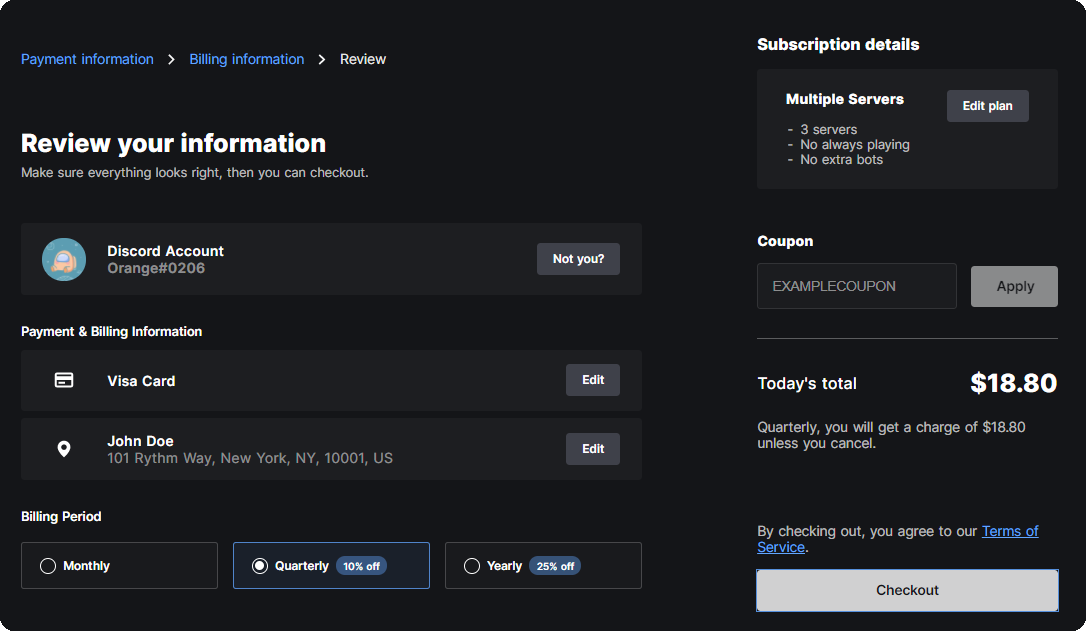 Payment information > Billing information > Review
Review your information
Make sure everything looks right, then you can checkout.
Discord Account
Orange#0206
Not you?
Payment & Billing Information
Visa Card
Edit
John Doe
101 Rythm Way, New York, NY, 10001, US
Edit
Billing Period
Monthly
Quarterly 10% off
Yearly 25% off
Subscription details
Multiple Servers
Edit plan
- 3 servers
- No always playing
- No extra bots
Coupon
EXAMPLECOUPON
Apply
Today's total
$18.80
Quarterly, you will get a charge of $18.80
unless you cancel.
By checking out, you agree to our Terms of
Service.
Checkout